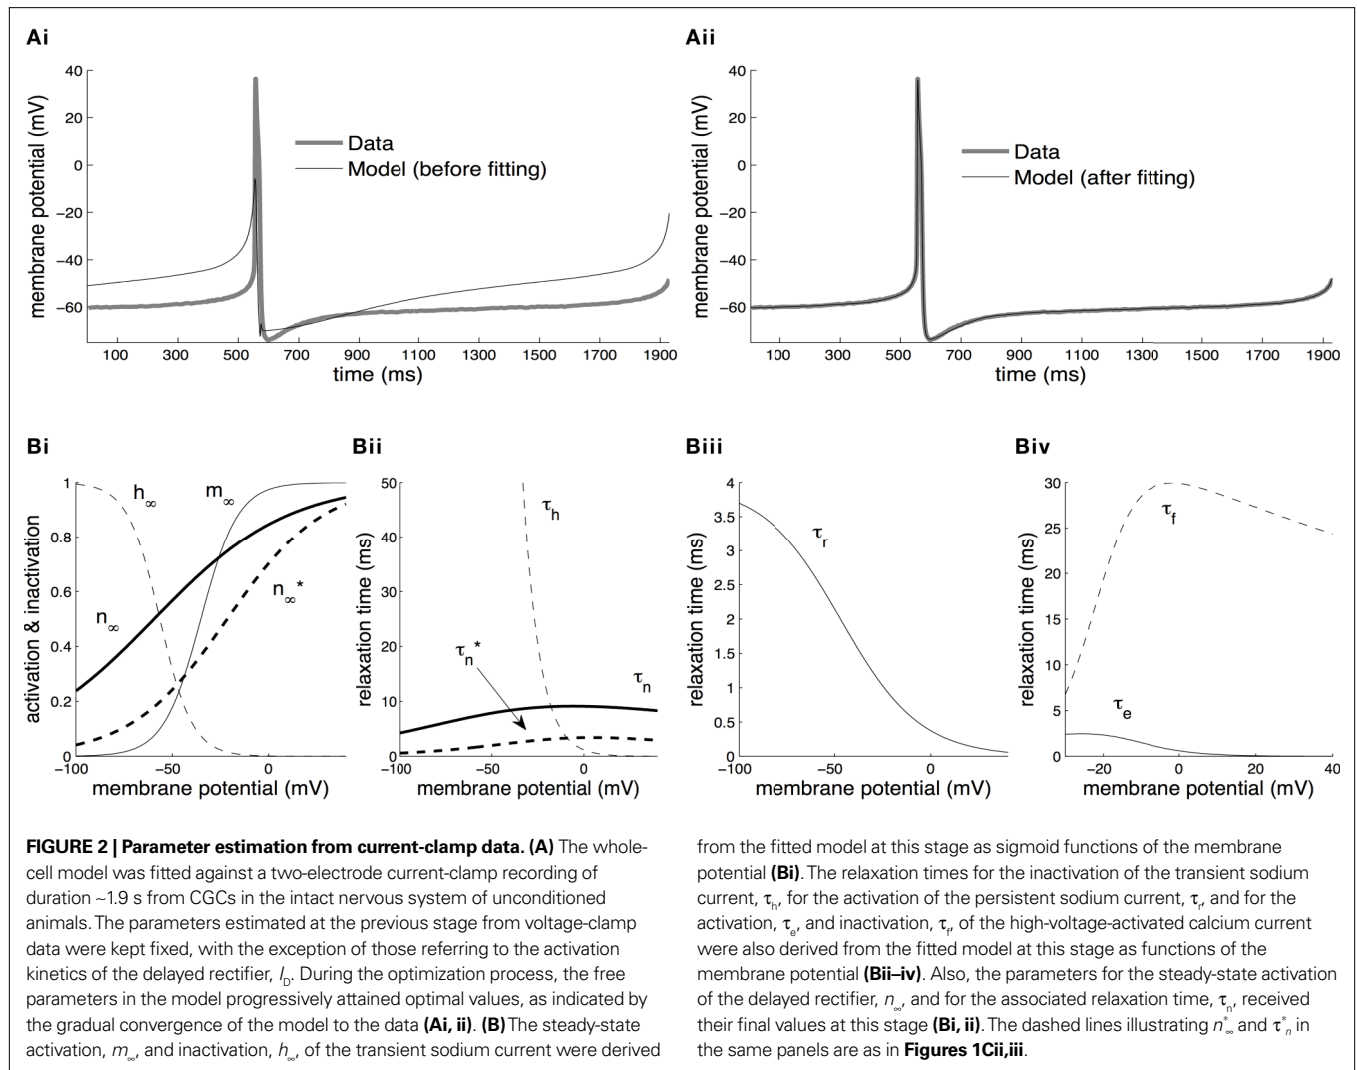 Ai
Aii
40
20
0
−20
−40
−60
membrane potential (mV)
Data
Model (before fitting)
100 300 500 700 900 1100 1300 1500 1700 1900
time (ms)
40
20
0
−20
−40
−60
membrane potential (mV)
Data
Model (after fitting)
100 300 500 700 900 1100 1300 1500 1700 1900
time (ms)
Bi
Bii
Biii
Biv
1
0.8
0.6
0.4
0.2
0
activation & inactivation
h∞
m∞
n∞
n∞*
−100 −50 0
membrane potential (mV)
50
40
30
20
10
0
relaxation time (ms)
τh
τn*
τn
−100 −50 0
membrane potential (mV)
4
3.5
3
2.5
2
1.5
1
0.5
0
relaxation time (ms)
τr
−100 −50 0
membrane potential (mV)
30
25
20
15
10
5
0
relaxation time (ms)
τf
τe
−20 0 20 40
membrane potential (mV)
FIGURE 2 | Parameter estimation from current-clamp data. (A) The whole-
cell model was fitted against a two-electrode current-clamp recording of
duration ~1.9 s from CGCs in the intact nervous system of unconditioned
animals. The parameters estimated at the previous stage from voltage-clamp
data were kept fixed, with the exception of those referring to the activation
kinetics of the delayed rectifier, ID. During the optimization process, the free
parameters in the model progressively attained optimal values, as indicated by
the gradual convergence of the model to the data (Ai, ii). (B) The steady-state
activation, m∞, and inactivation, h∞, of the transient sodium current were derived
from the fitted model at this stage as sigmoid functions of the membrane
potential (Bi). The relaxation times for the inactivation of the transient sodium
current, τh, for the activation of the persistent sodium current, τr, and for the
activation, τe, and inactivation, τf, of the high-voltage-activated calcium current
were also derived from the fitted model at this stage as functions of the
membrane potential (Bii–iv). Also, the parameters for the steady-state activation
of the delayed rectifier, n∞, and for the associated relaxation time, τn, received
their final values at this stage (Bi, ii). The dashed lines illustrating n*∞ and τ*n in
the same panels are as in Figures 1Cii,iii.